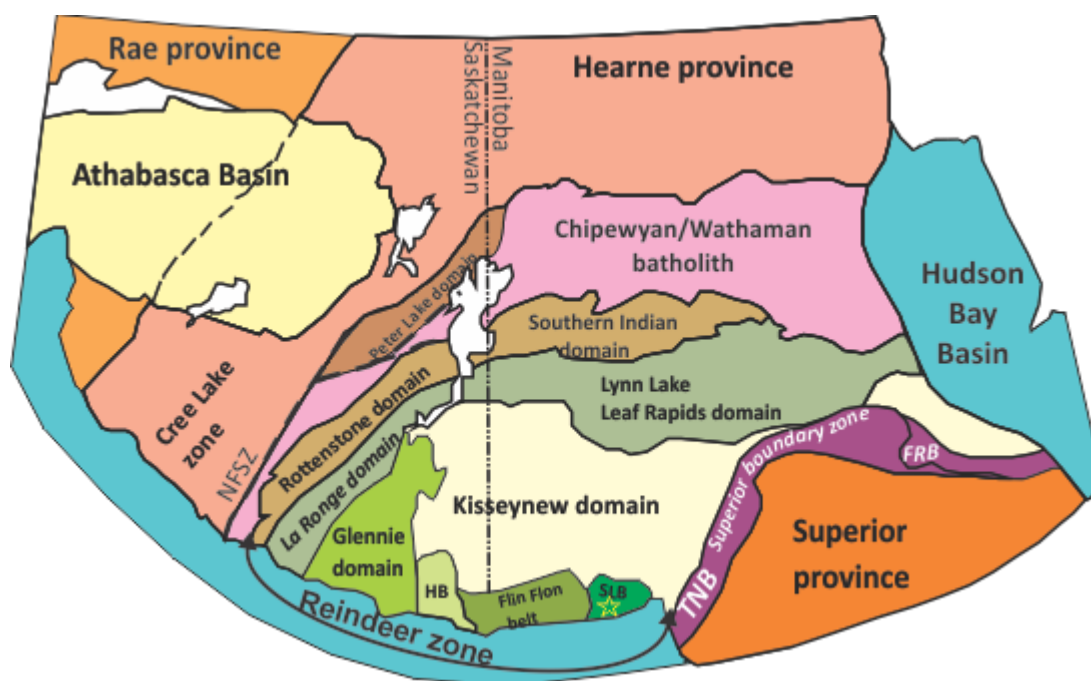 Rae province
Manitoba
Saskatchewan
Hearne province
Athabasca Basin
Chipewyan/Wathaman
batholith
Hudson
Bay
Basin
Peter Lake domain
Southern Indian
domain
Cree Lake
zone
NFSZ
Rottenstone domain
La Ronge domain
Lynn Lake
Leaf Rapids domain
Superior boundary zone
FRB
Kisseynew domain
Glennie
domain
HB
Flin Flon
belt
SLB
TNB
Superior
province
Reindeer zone